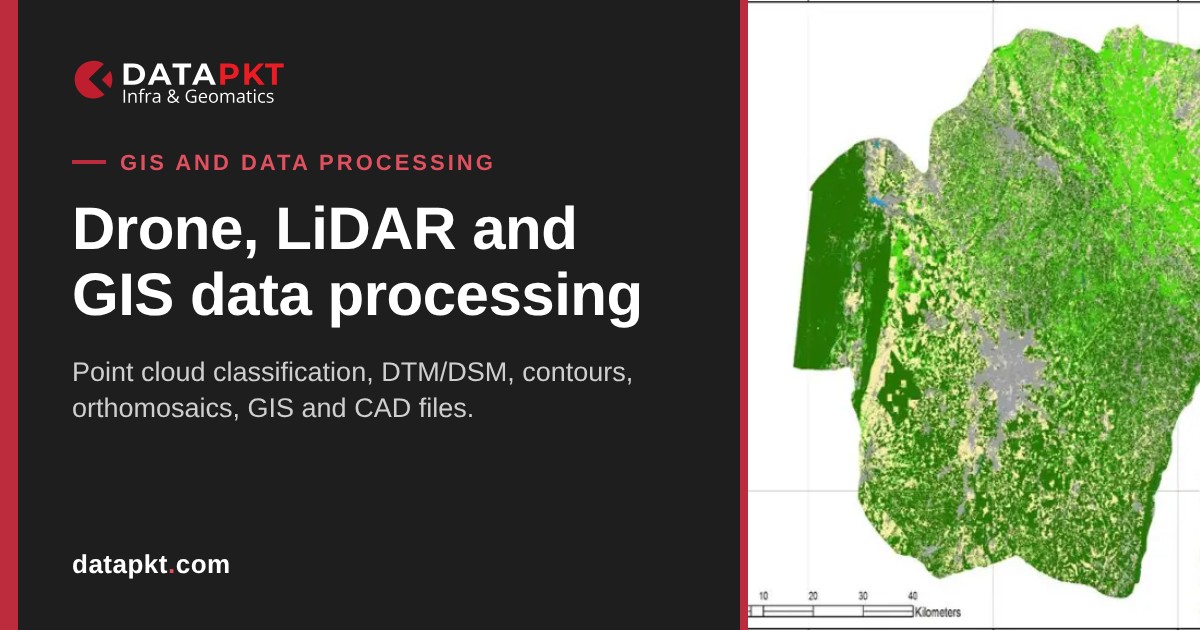 DATAPKT
Infra & Geomatics
GIS AND DATA PROCESSING
Drone, LiDAR and
GIS data processing
Point cloud classification, DTM/DSM, contours,
orthomosaics, GIS and CAD files.
datapkt.com
10 20 30 40
Kilometers